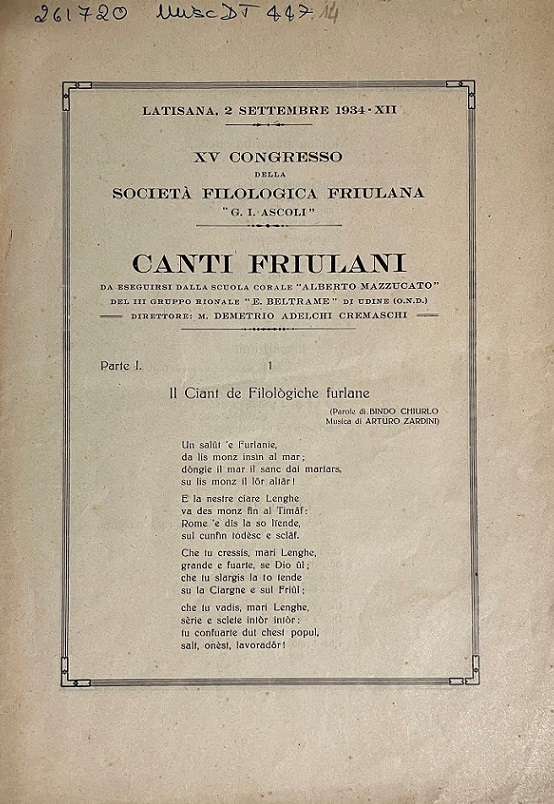 261720 Musc DT 447.14
LATISANA, 2 SETTEMBRE 1934-XII
XV CONGRESSO
DELLA
SOCIETÀ FILOLOGICA FRIULANA
"G. I. ASCOLI"
CANTI FRIULANI
DA ESEGUIRSI DALLA SCUOLA CORALE "ALBERTO MAZZUCATO"
DEL III GRUPPO RIONALE "E. BELTRAME" DI UDINE (O.N.D.)
DIRETTORE: M. DEMETRIO ADELCHI CREMASCHI
Parte I. 1
Il Ciant de Filològiche furlane
(Parole di BINDO CHIURLO
Musica di ARTURO ZARDINI)
Un salût 'e Furlanie,
da lis monz insin al mar;
dòngie il mar il sanc dai martars,
su lis monz il lôr altâr!
E la nestre ciare Lenghe
va des monz fin al Timâf:
Rome 'e dis la so lïende,
sul cunfin todèsc e sclâf.
Che tu cressis, mari Lenghe,
grande e fuarte, se Dio ûl;
che tu slargis la to tende
su la Ciargne e sul Friûl;
che tu vadis, mari Lenghe,
sèrie e sclete intòr intòr:
tu confuarte dut chest popul,
salt, onèst, lavoradôr!